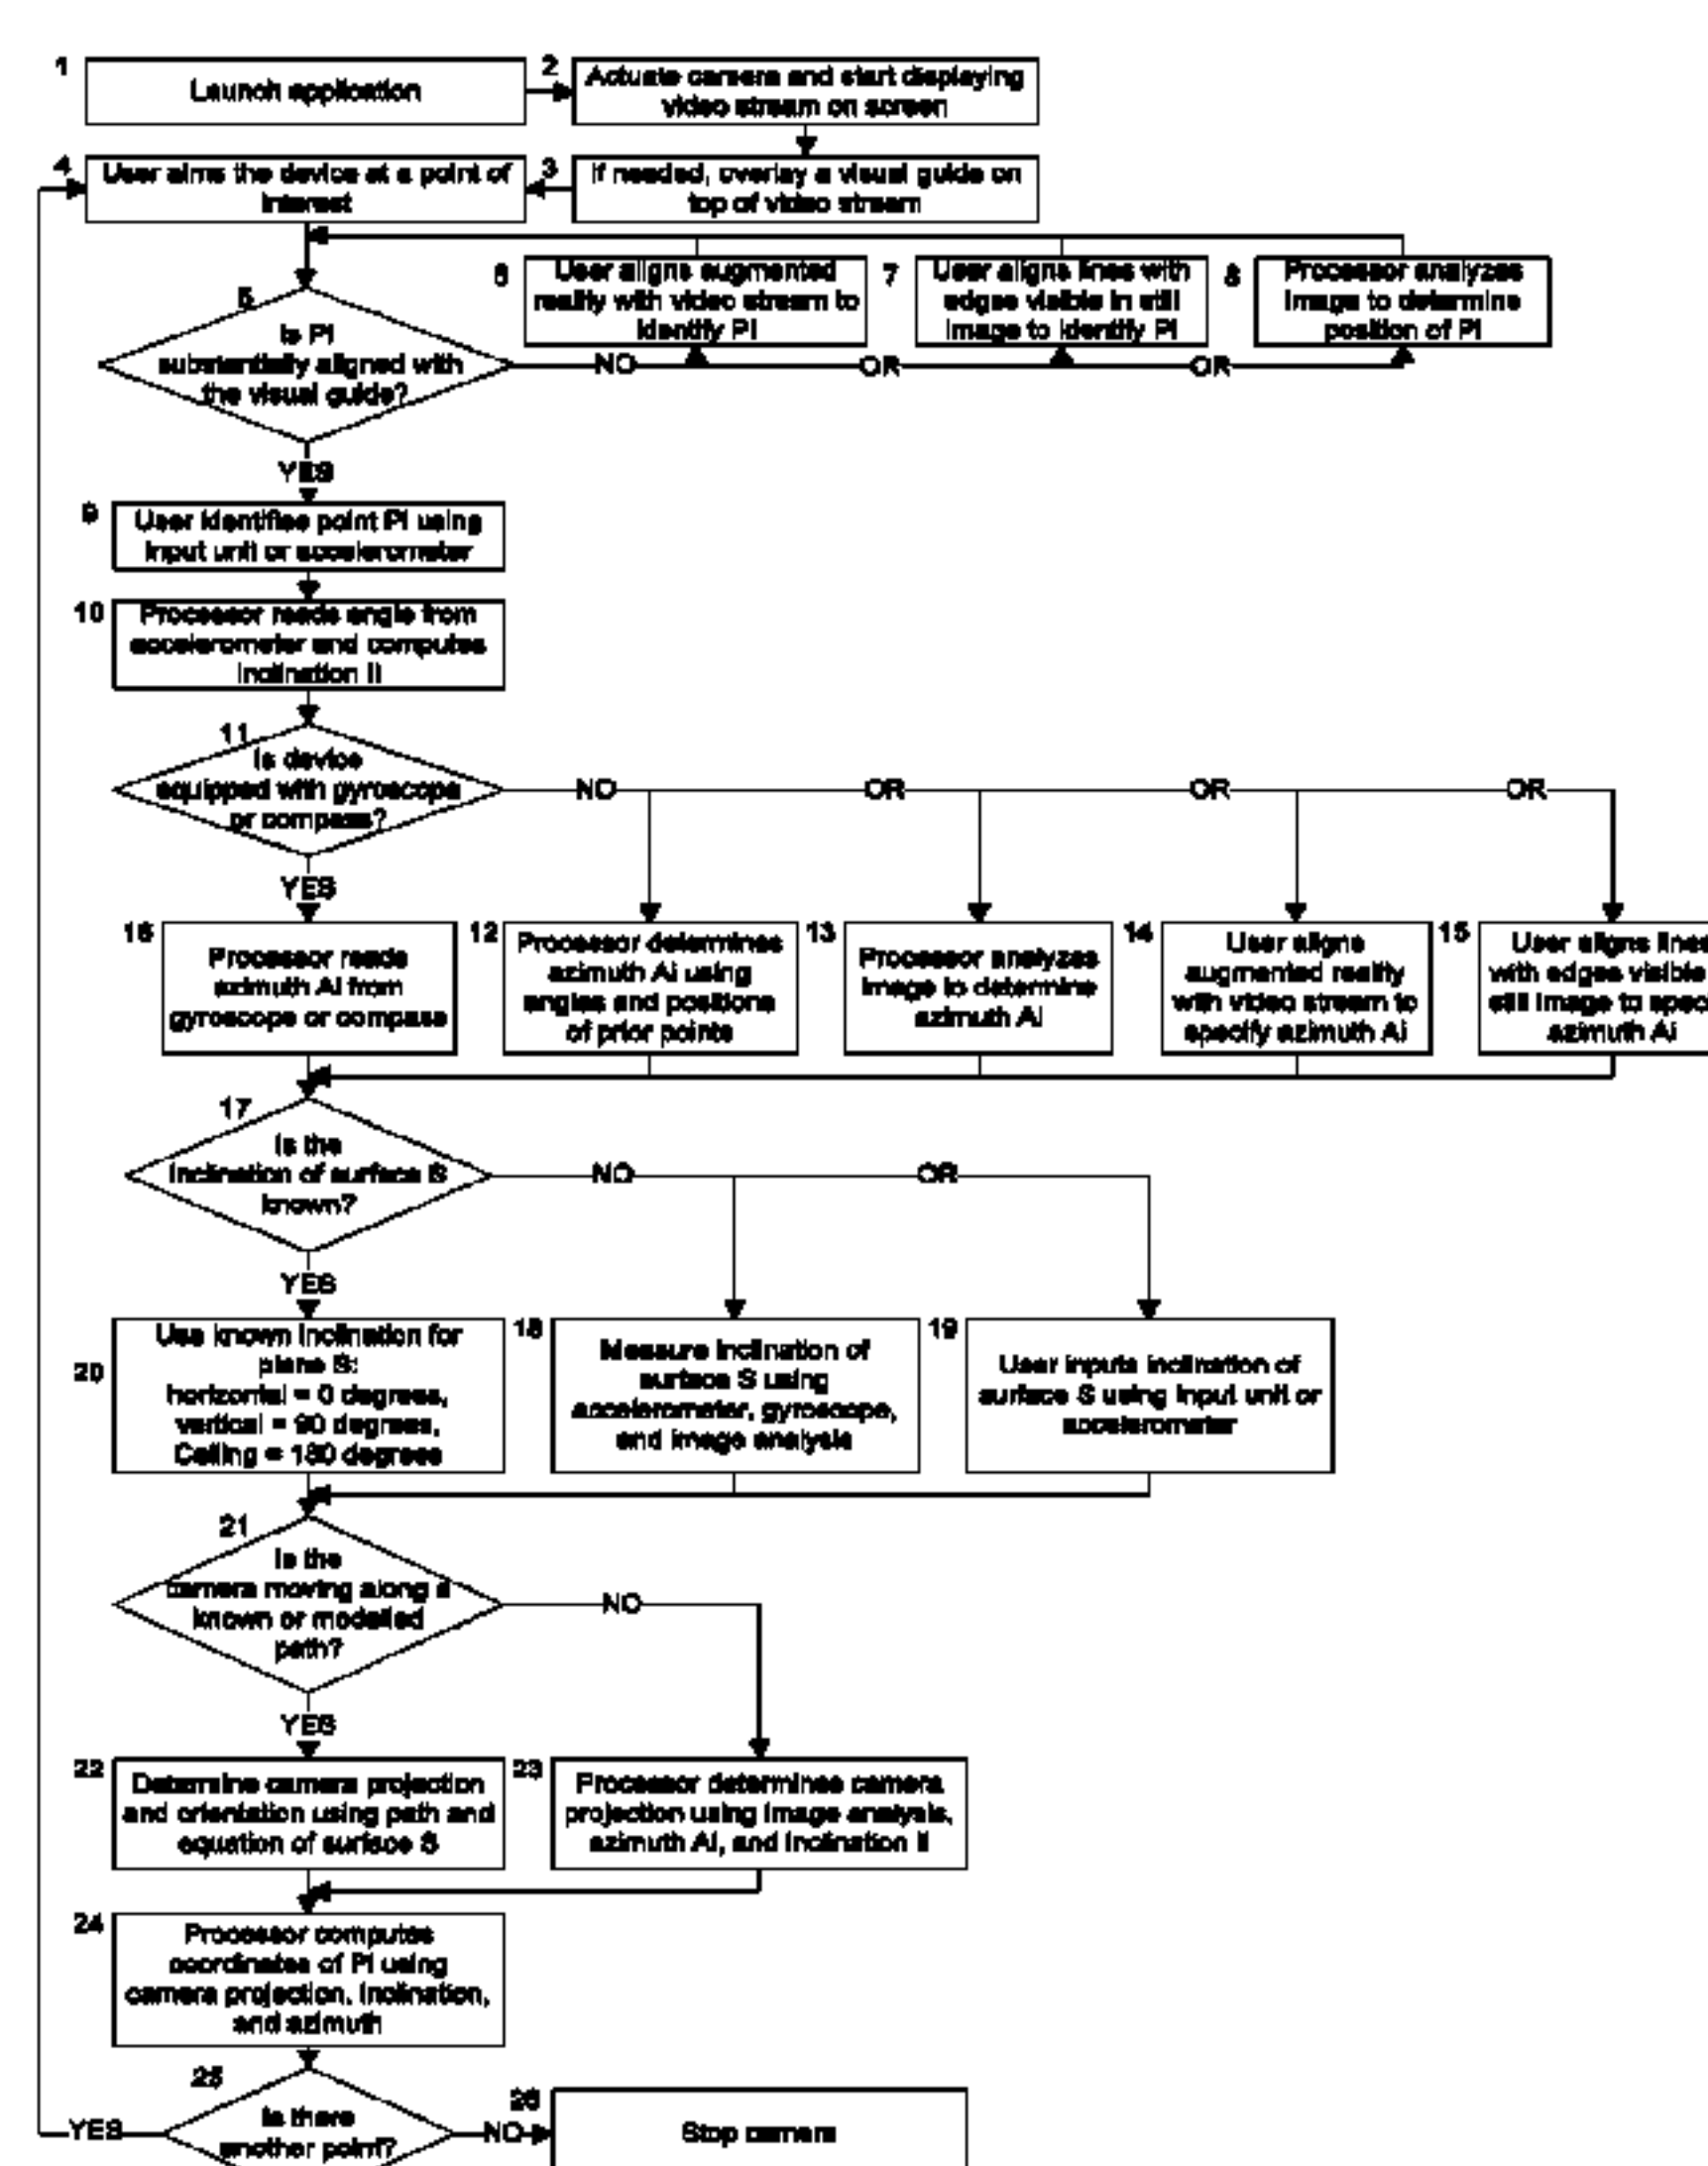 1
Launch application
2
Actuate camera and start displaying
video stream on screen
4
User aims the device at a point of
interest
3
If needed, overlay a visual guide on
top of video stream
5
Is Pi
substantially aligned with
the visual guide?
6
User aligns augmented
reality with video stream to
identify Pi
7
User aligns lines with
edges visible in still
image to identify Pi
8
Processor analyzes
image to determine
position of Pi
NO
OR
OR
YES
9
User identifies point Pi using
input unit or accelerometer
10
Processor reads angle from
accelerometer and computes
inclination Ii
11
Is device
equipped with gyroscope
or compass?
NO
OR
OR
OR
YES
16
Processor reads
azimuth Ai from
gyroscope or compass
12
Processor determines
azimuth Ai using
angles and positions
of prior points
13
Processor analyzes
image to determine
azimuth Ai
14
User aligns
augmented reality
with video stream to
specify azimuth Ai
15
User aligns lines
with edges visible
still image to spec
azimuth Ai
17
Is the
inclination of surface S
known?
NO
OR
YES
20
Use known inclination for
plane S:
horizontal = 0 degrees,
vertical = 90 degrees,
Ceiling = 180 degrees
18
Measure inclination of
surface S using
accelerometer, gyroscope,
and image analysis
19
User inputs inclination of
surface S using input unit or
accelerometer
21
Is the
camera moving along a
known or modelled
path?
NO
YES
22
Determine camera projection
and orientation using path and
equation of surface S
23
Processor determines camera
projection using image analysis,
azimuth Ai, and inclination Ii
24
Processor computes
coordinates of Pi using
camera projection, inclination,
and azimuth
25
Is there
another point?
YES
NO
26
Stop camera